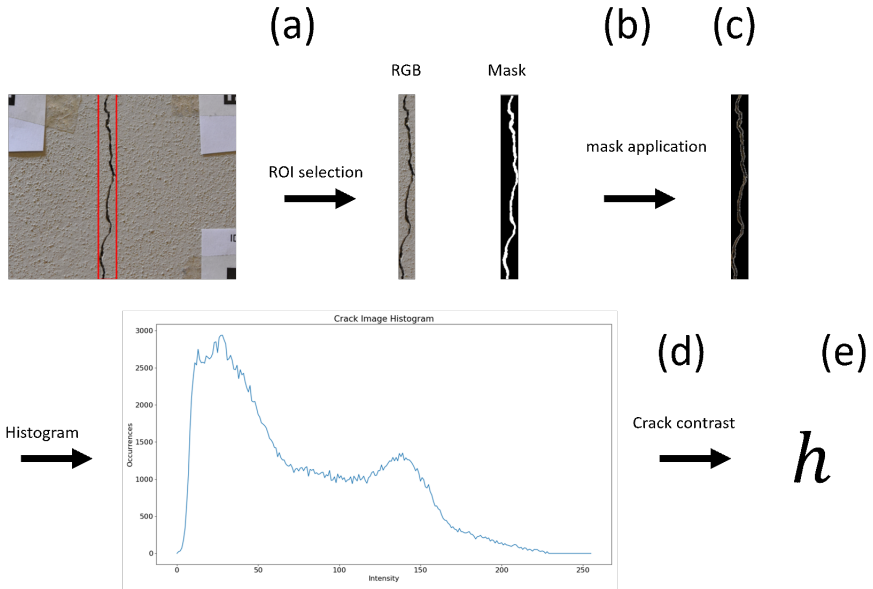 (a)
(b)
(c)
RGB
Mask
ROI selection
mask application
Crack Image Histogram
Histogram
Occurrences
3000
2500
2000
1500
1000
500
0
0
50
100
150
200
250
Intensity
(d)
(e)
Crack contrast
h